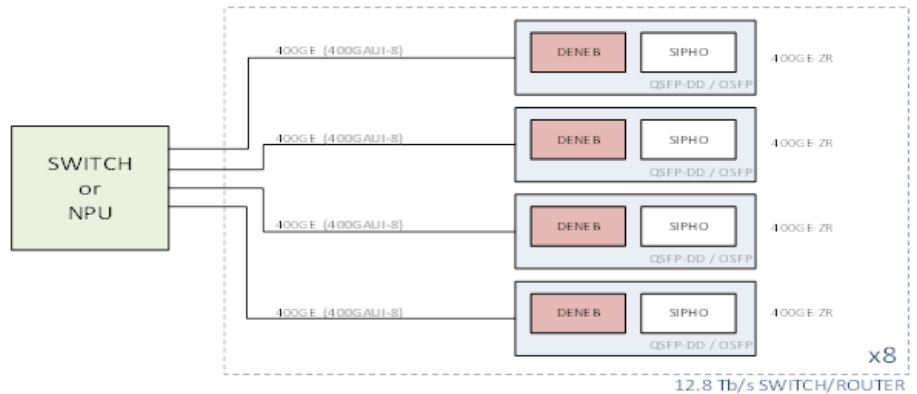 400GE (400GAUI-8)
DENEB
SIPHO
400GE-ZR
QSFP-DD / OSFP
400GE (400GAUI-8)
DENEB
SIPHO
400GE-ZR
QSFP-DD / OSFP
SWITCH
or
NPU
400GE (400GAUI-8)
DENEB
SIPHO
400GE-ZR
QSFP-DD / OSFP
400GE (400GAUI-8)
DENEB
SIPHO
400GE-ZR
QSFP-DD / OSFP
x8
12.8 Tb/s SWITCH/ROUTER